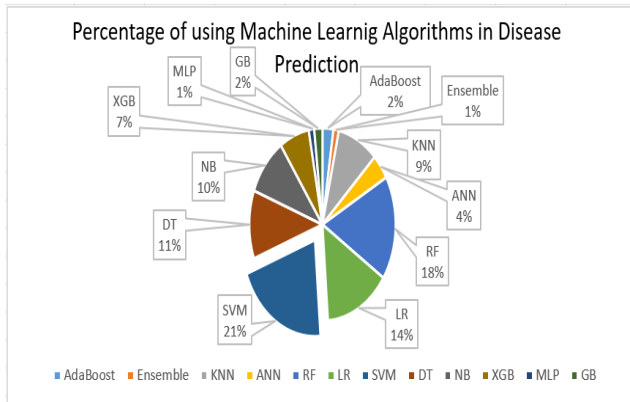 Percentage of using Machine Learnig Algorithms in Disease
Prediction
GB
2%
MLP
1%
AdaBoost
2%
Ensemble
1%
XGB
7%
KNN
9%
NB
10%
ANN
4%
DT
11%
RF
18%
SVM
21%
LR
14%
AdaBoost Ensemble KNN ANN RF LR SVM DT NB XGB MLP GB